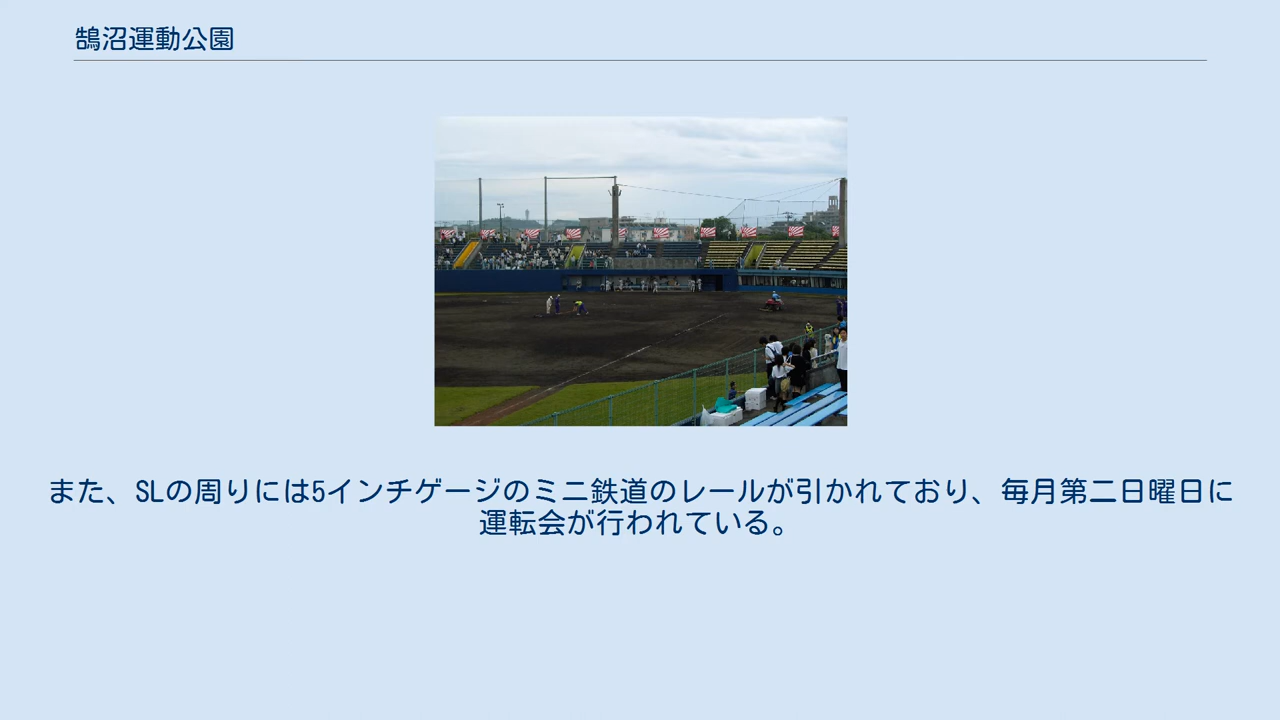 鵠沼運動公園
また、SLの周りには5インチゲージのミニ鉄道のレールが引かれており、毎月第二日曜日に
運転会が行われている。